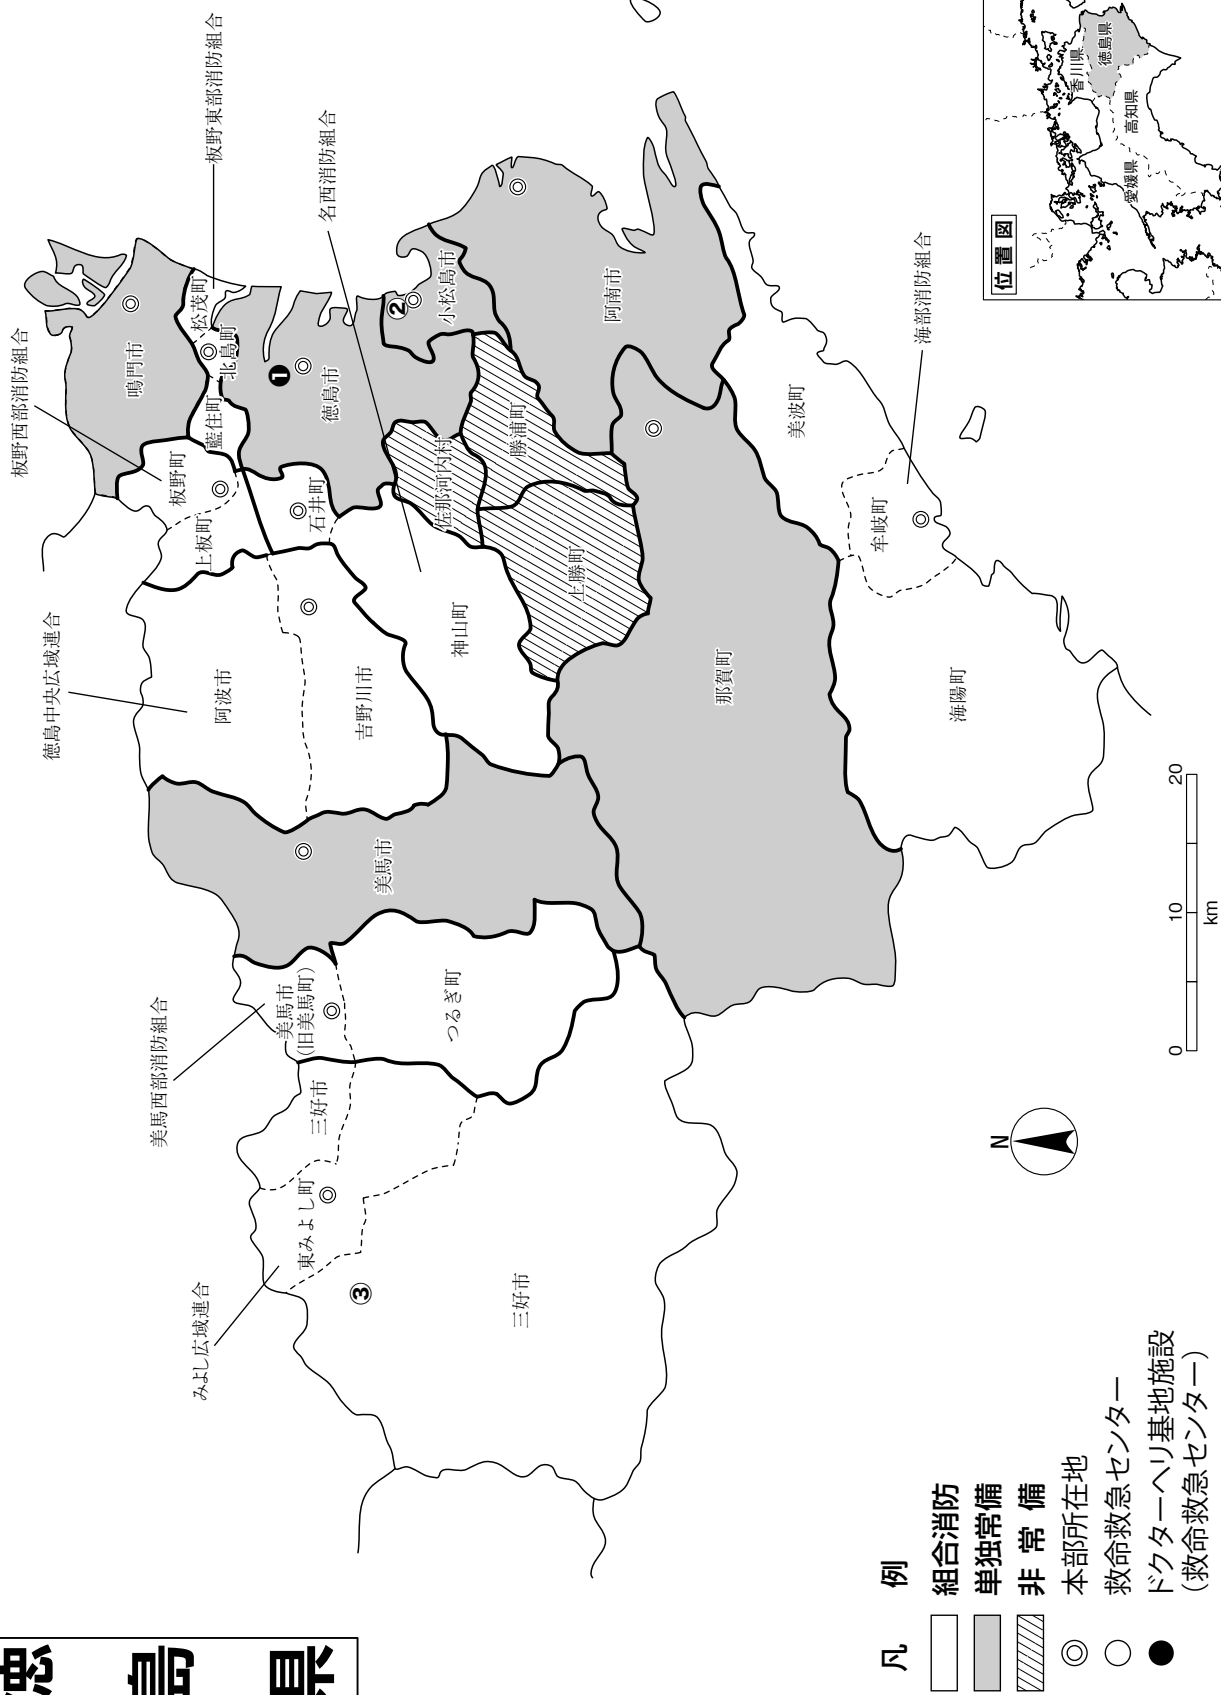 徳島県
板野西部消防組合
板野東部消防組合
徳島中央広域連合
名西消防組合
美馬西部消防組合
みよし広域連合
海部消防組合
鳴門市
松茂町
北島町
藍住町
板野町
上板町
徳島市
石井町
小松島市
阿南市
勝浦町
佐那河内村
上勝町
神山町
阿波市
吉野川市
美馬市
美馬市
(旧美馬町)
つるぎ町
三好市
東みよし町
三好市
那賀町
美波町
牟岐町
海陽町
1
2
3
N
0
10
20
km
凡例
組合消防
単独常備
非常備
本部所在地
救命救急センター
ドクターヘリ基地施設
(救命救急センター)
位置図
香川県
徳島県
愛媛県
高知県